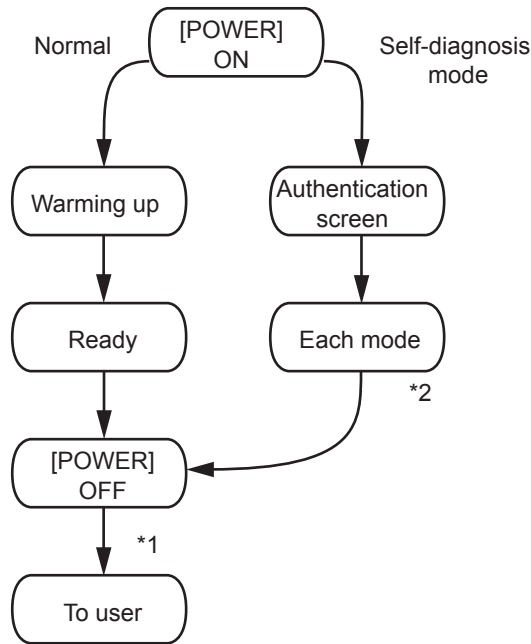 Normal
[POWER]
ON
Self-diagnosis
mode
Warming up
Authentication
screen
Ready
Each mode
*2
[POWER]
OFF
*1
To user